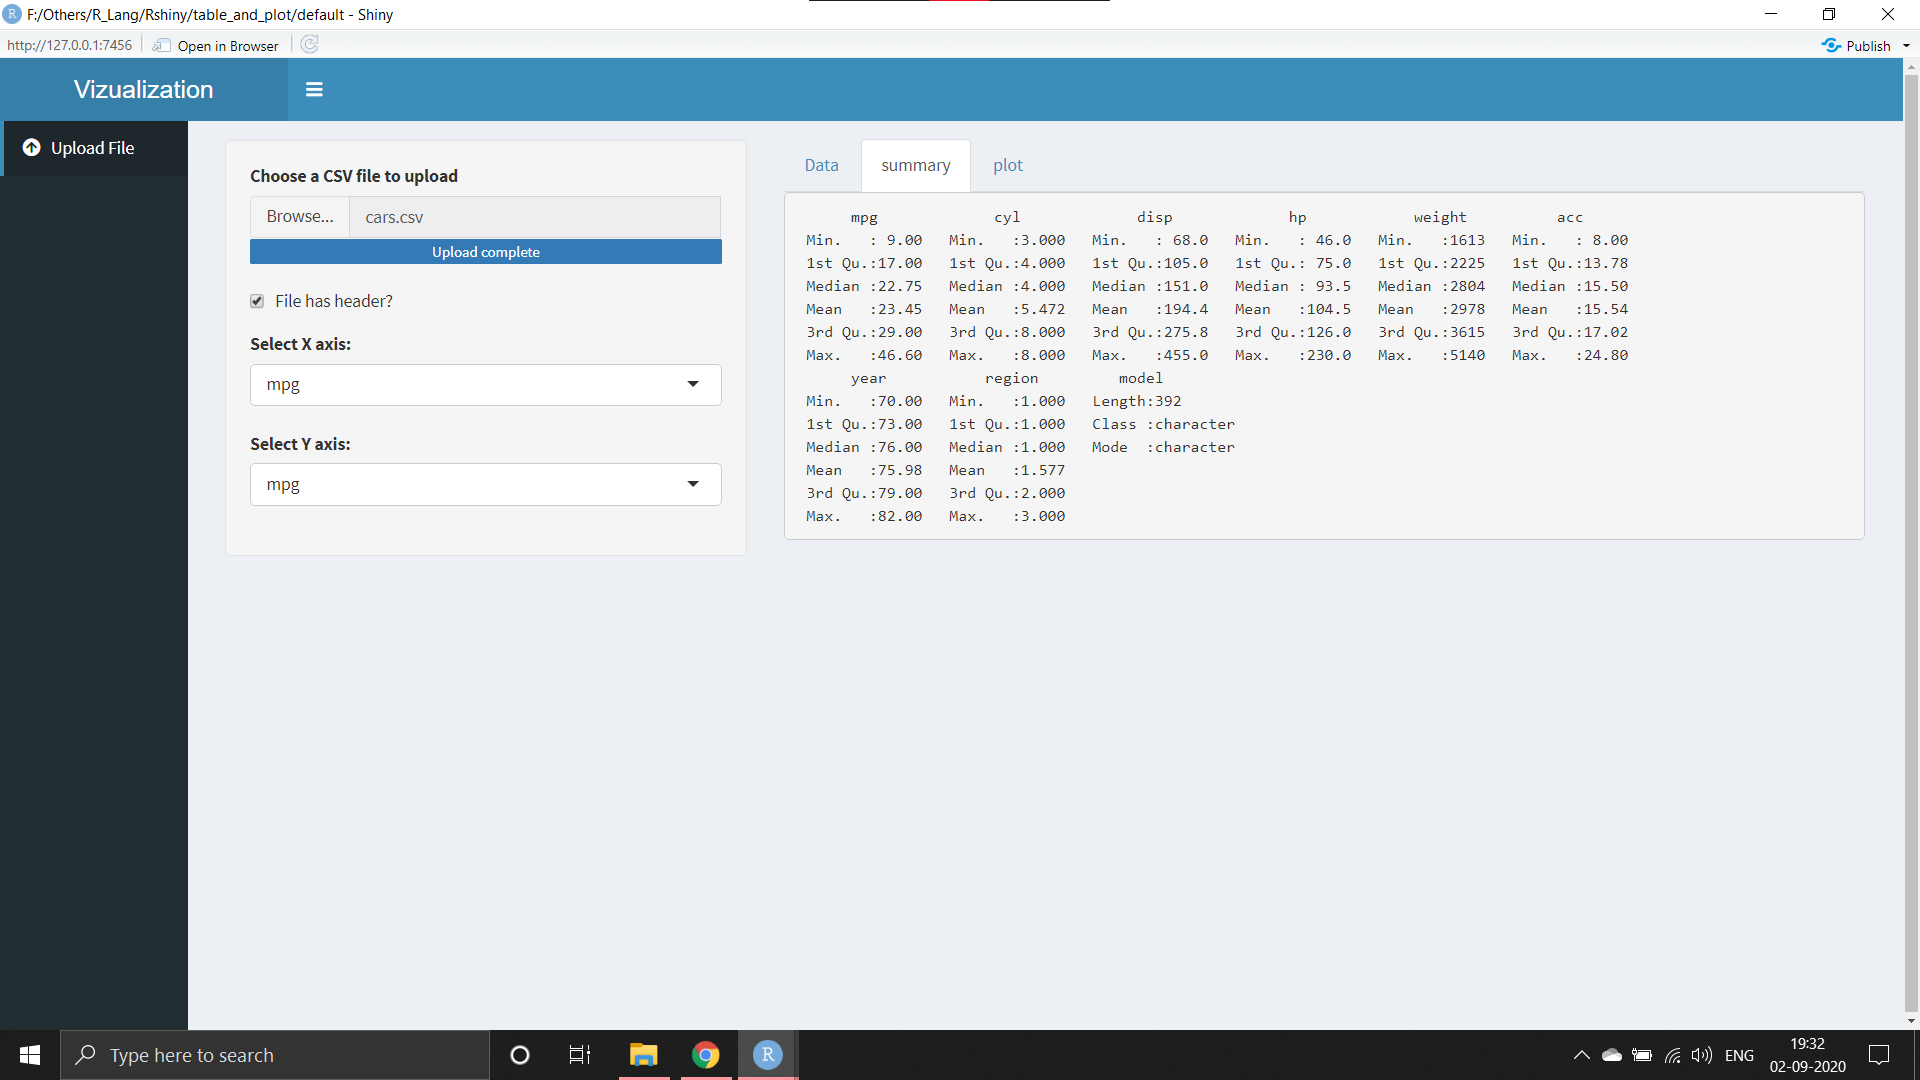 F:/Others/R_Lang/Rshiny/table_and_plot/default - Shiny
http://127.0.0.1:7456 Open in Browser Publish
Vizualization
Upload File
Choose a CSV file to upload
Browse... cars.csv
Upload complete
File has header?
Select X axis:
mpg
Select Y axis:
mpg
Data summary plot
mpg cyl disp hp weight acc
Min. : 9.00 Min. :3.000 Min. : 68.0 Min. : 46.0 Min. :1613 Min. : 8.00
1st Qu.:17.00 1st Qu.:4.000 1st Qu.:105.0 1st Qu.: 75.0 1st Qu.:2225 1st Qu.:13.78
Median :22.75 Median :4.000 Median :151.0 Median : 93.5 Median :2804 Median :15.50
Mean :23.45 Mean :5.472 Mean :194.4 Mean :104.5 Mean :2978 Mean :15.54
3rd Qu.:29.00 3rd Qu.:8.000 3rd Qu.:275.8 3rd Qu.:126.0 3rd Qu.:3615 3rd Qu.:17.02
Max. :46.60 Max. :8.000 Max. :455.0 Max. :230.0 Max. :5140 Max. :24.80
year region model
Min. :70.00 Min. :1.000 Length:392
1st Qu.:73.00 1st Qu.:1.000 Class :character
Median :76.00 Median :1.000 Mode :character
Mean :75.98 Mean :1.577
3rd Qu.:79.00 3rd Qu.:2.000
Max. :82.00 Max. :3.000
Type here to search
R
ENG
19:32
02-09-2020